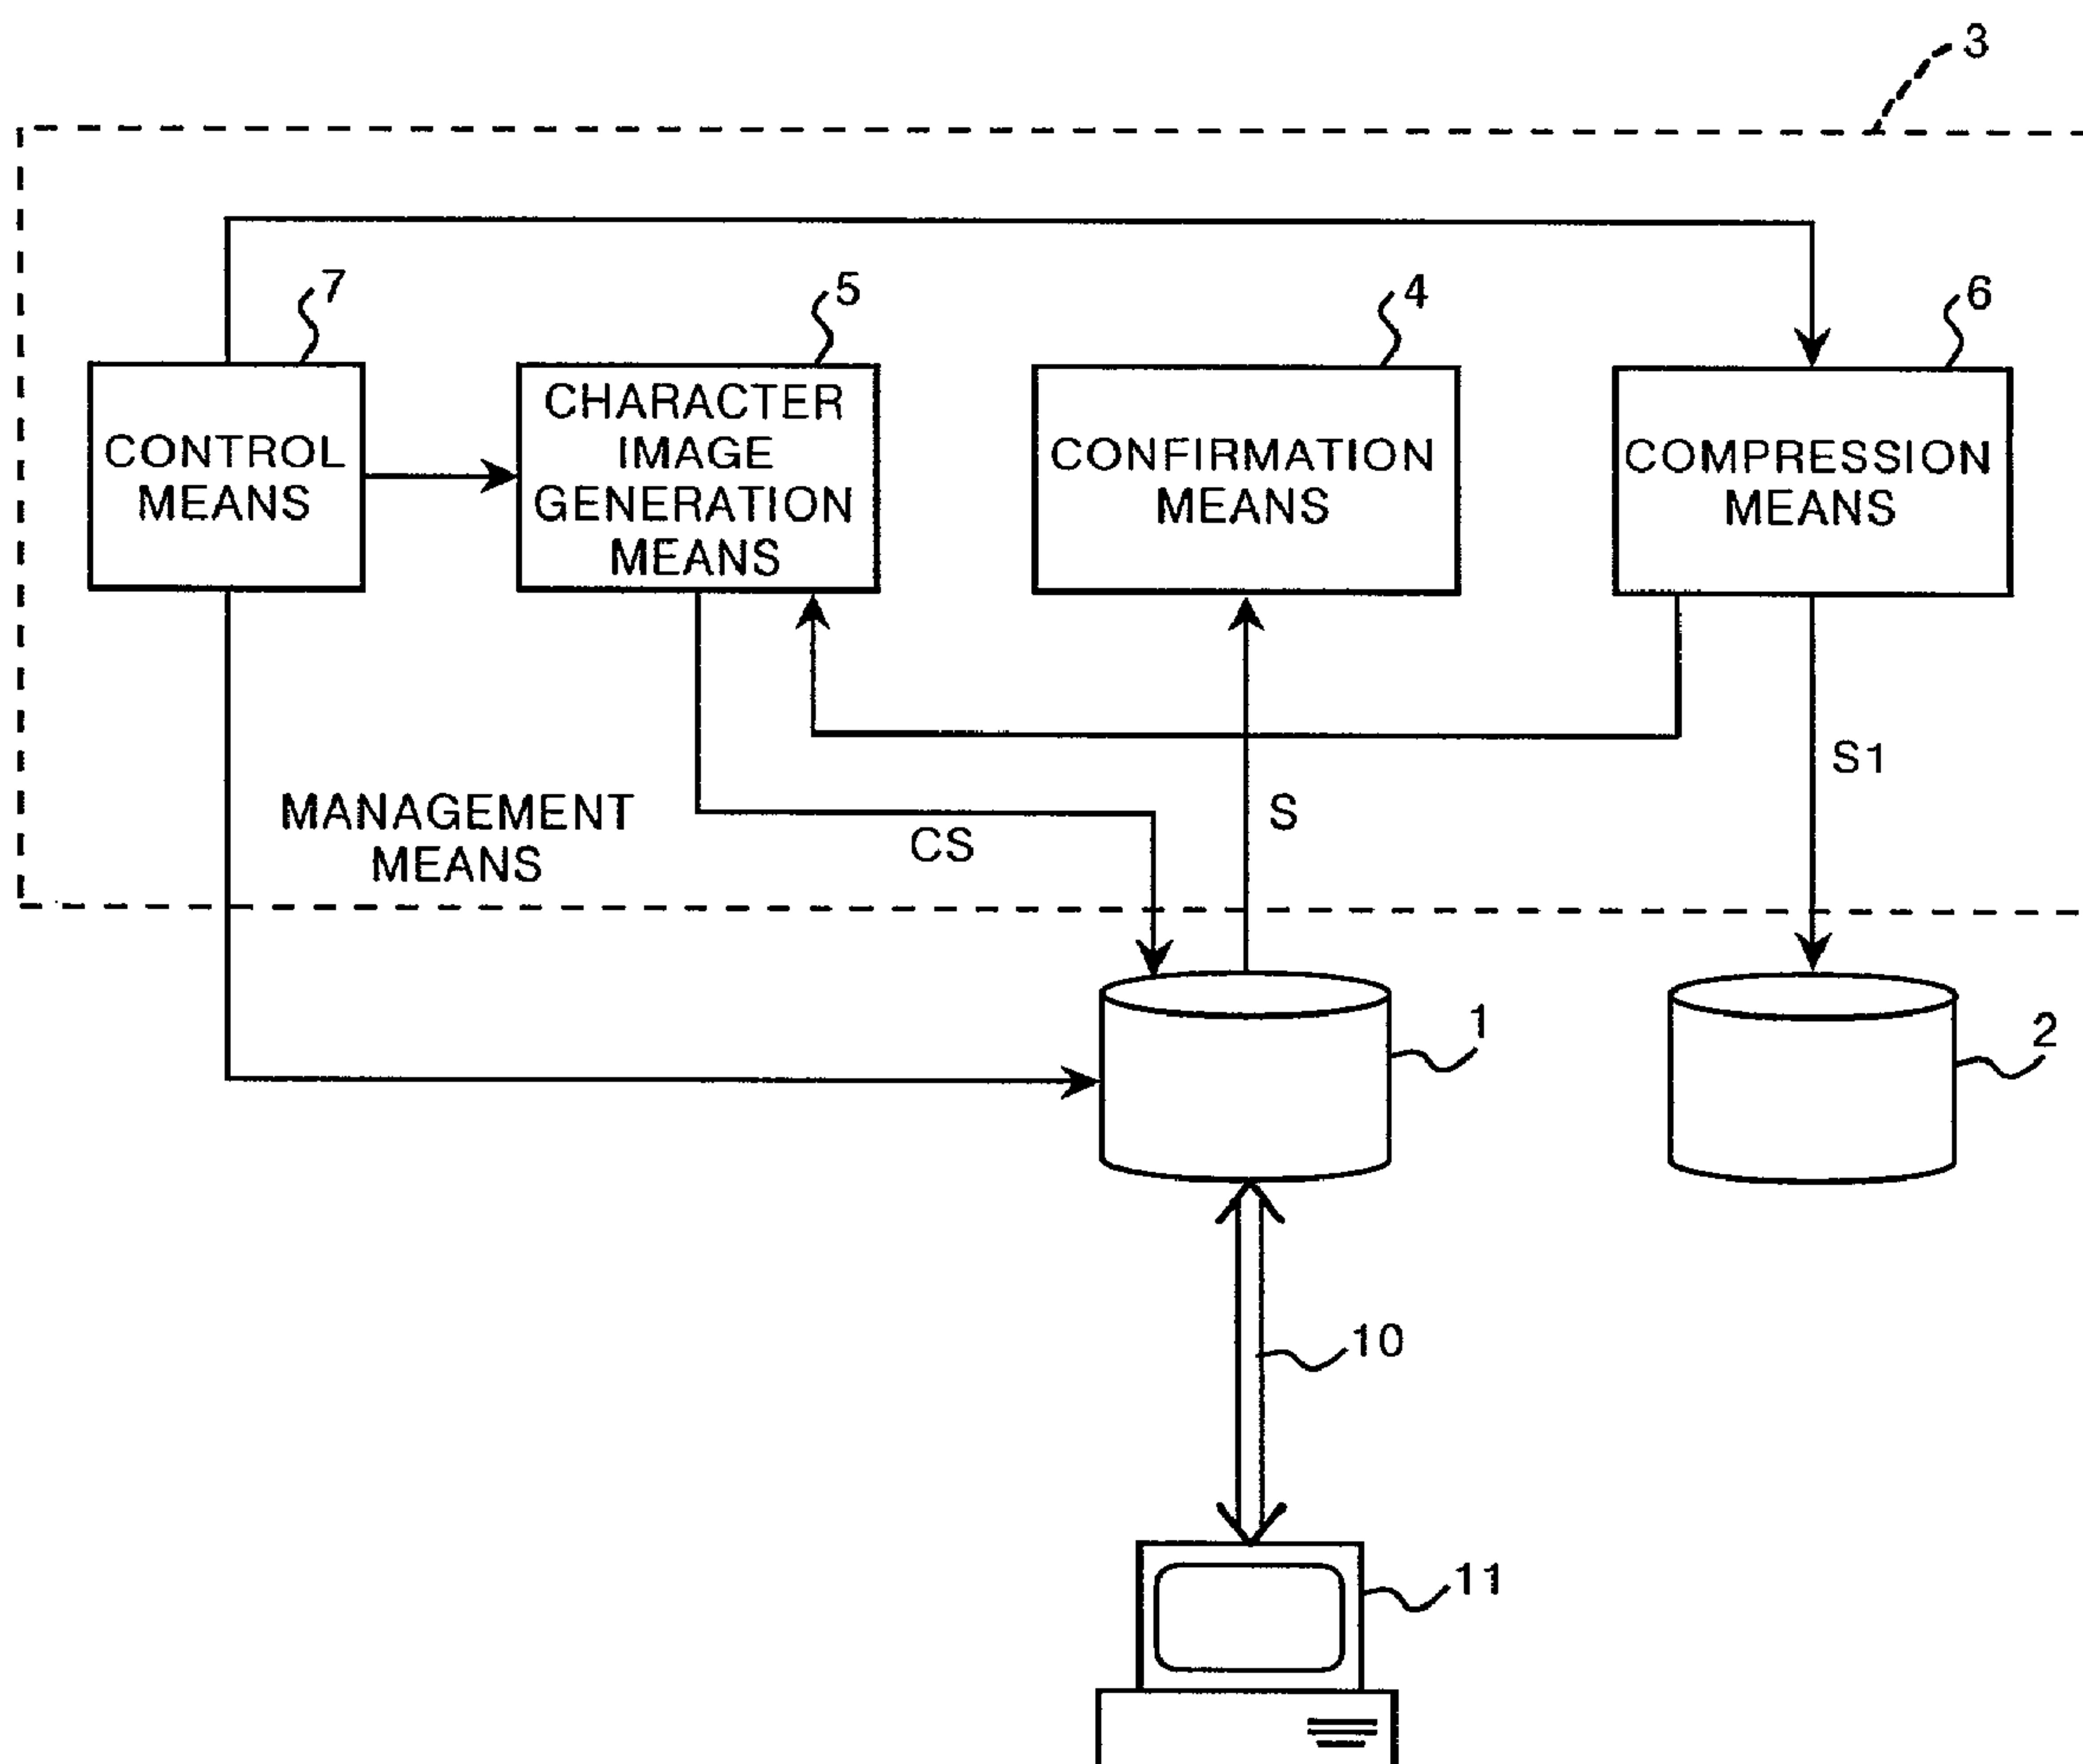 3
7
5
4
6
CONTROL
MEANS
CHARACTER
IMAGE
GENERATION
MEANS
CONFIRMATION
MEANS
COMPRESSION
MEANS
S1
MANAGEMENT
MEANS
CS
S
1
2
10
11